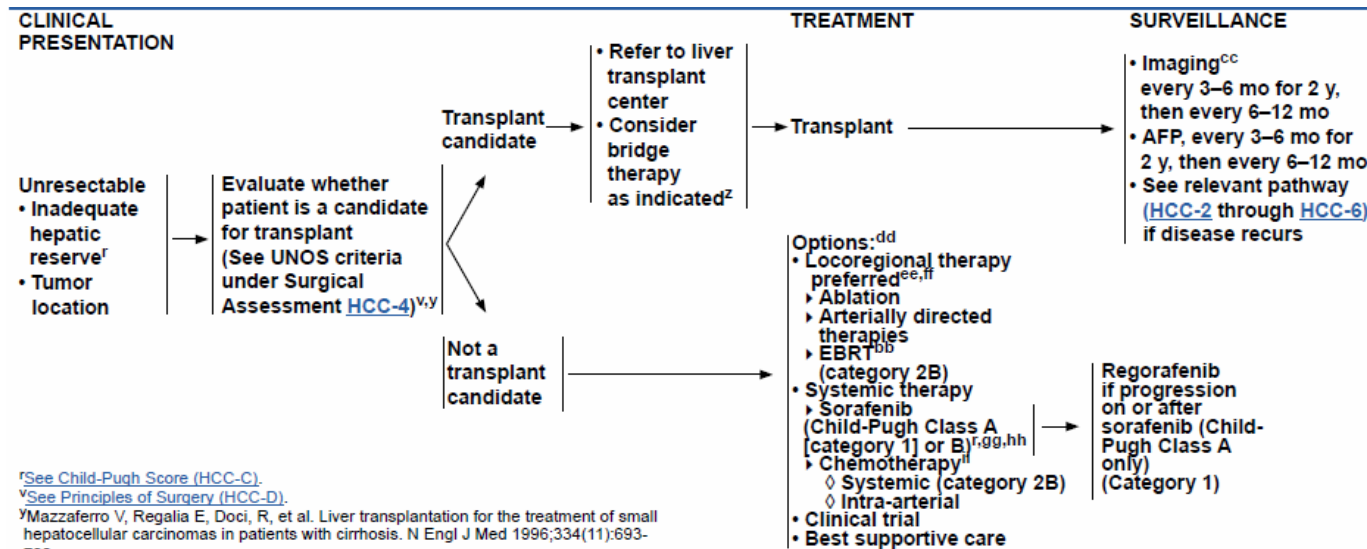 CLINICAL
PRESENTATION
TREATMENT
SURVEILLANCE
Unresectable
• Inadequate
hepatic
reserveʳ
• Tumor
location
Evaluate whether
patient is a candidate
for transplant
(See UNOS criteria
under Surgical
Assessment HCC-4)ᵛ,ʸ
Transplant
candidate
• Refer to liver
transplant
center
• Consider
bridge
therapy
as indicatedᶻ
Transplant
• Imagingᶜᶜ
every 3–6 mo for 2 y,
then every 6–12 mo
• AFP, every 3–6 mo for
2 y, then every 6–12 mo
• See relevant pathway
(HCC-2 through HCC-6)
if disease recurs
Not a
transplant
candidate
Options:ᵈᵈ
• Locoregional therapy
preferredᵉᵉ,ᶠᶠ
▸ Ablation
▸ Arterially directed
therapies
▸ EBRTᵇᵇ
(category 2B)
• Systemic therapy
▸ Sorafenib
(Child-Pugh Class A
[category 1] or B)ʳ,ᵍᵍ,ʰʰ
▸ Chemotherapyⁱⁱ
◊ Systemic (category 2B)
◊ Intra-arterial
• Clinical trial
• Best supportive care
Regorafenib
if progression
on or after
sorafenib (Child-
Pugh Class A
only)
(Category 1)
ʳSee Child-Pugh Score (HCC-C).
ᵛSee Principles of Surgery (HCC-D).
ʸMazzaferro V, Regalia E, Doci, R, et al. Liver transplantation for the treatment of small
hepatocellular carcinomas in patients with cirrhosis. N Engl J Med 1996;334(11):693-